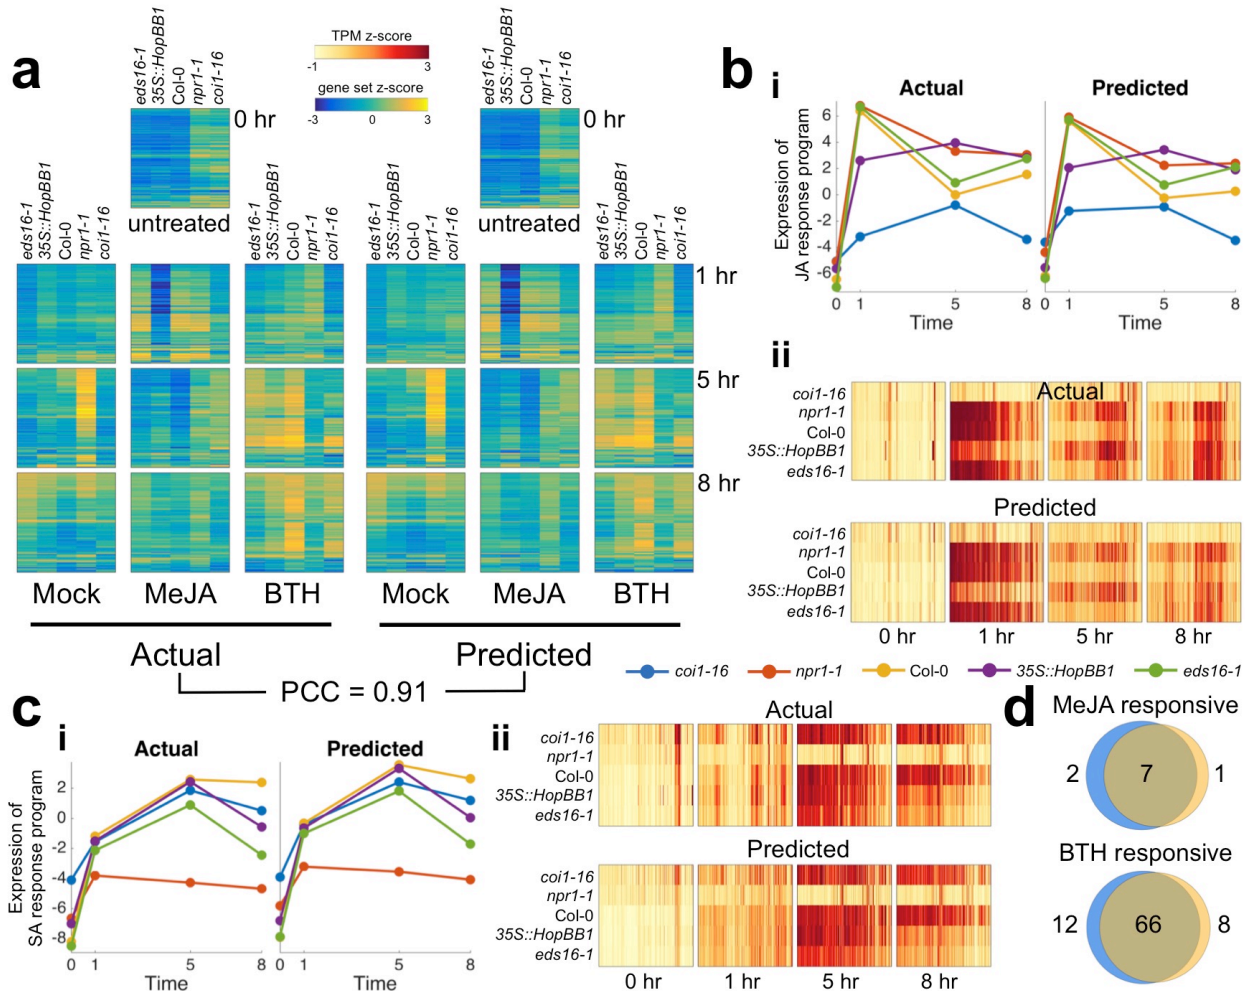 a
eds16-1
35S::HopBB1
Col-0
npr1-1
coi1-16
TPM z-score
-1
3
gene set z-score
-3
0
3
eds16-1
35S::HopBB1
Col-0
npr1-1
coi1-16
0 hr
0 hr
untreated
untreated
eds16-1
35S::HopBB1
Col-0
npr1-1
coi1-16
eds16-1
35S::HopBB1
Col-0
npr1-1
coi1-16
eds16-1
35S::HopBB1
Col-0
npr1-1
coi1-16
eds16-1
35S::HopBB1
Col-0
npr1-1
coi1-16
1 hr
5 hr
8 hr
Mock
MeJA
BTH
Mock
MeJA
BTH
Actual
Predicted
PCC = 0.91
b
i
Actual
Predicted
Expression of
JA response program
6
4
2
0
-2
-4
-6
0
1
5
8
0
1
5
8
Time
Time
ii
Actual
coi1-16
npr1-1
Col-0
35S::HopBB1
eds16-1
Predicted
coi1-16
npr1-1
Col-0
35S::HopBB1
eds16-1
0 hr
1 hr
5 hr
8 hr
coi1-16
npr1-1
Col-0
35S::HopBB1
eds16-1
c
i
Actual
Predicted
Expression of
SA response program
2
0
-2
-4
-6
-8
0
1
5
8
0
1
5
8
Time
Time
ii
Actual
coi1-16
npr1-1
Col-0
35S::HopBB1
eds16-1
Predicted
coi1-16
npr1-1
Col-0
35S::HopBB1
eds16-1
0 hr
1 hr
5 hr
8 hr
d
MeJA responsive
2
7
1
BTH responsive
12
66
8